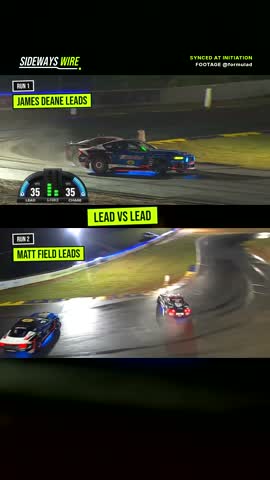 SIDEWAYS WIRE
SYNCED AT INITIATION
FOOTAGE @formulad
RUN 1
JAMES DEANE LEADS
35
35
LEAD
CHASE
LEAD VS LEAD
RUN 2
MATT FIELD LEADS